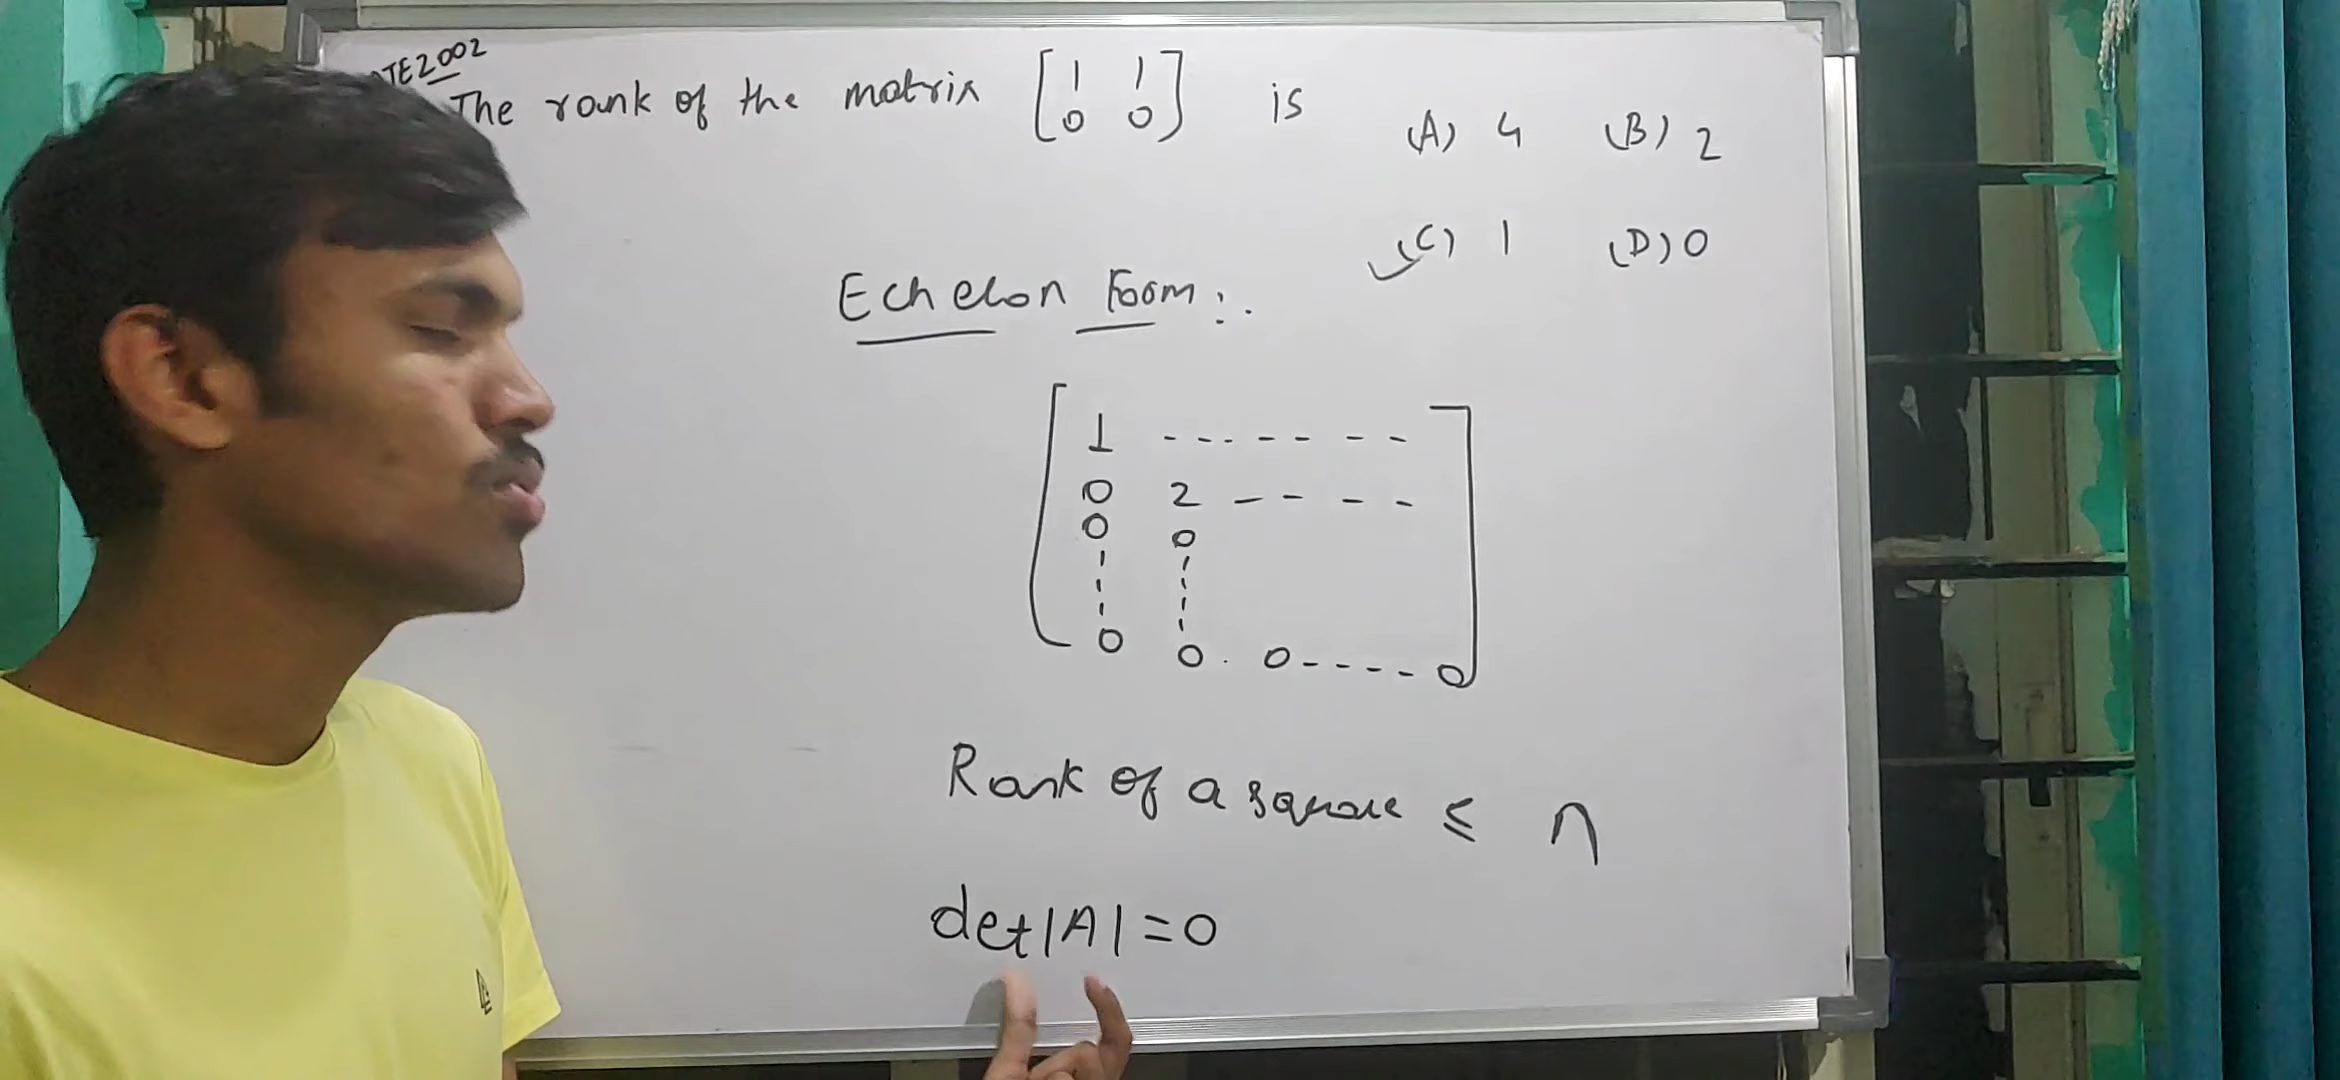 TE2002
The rank of the matrix [1 1 0 0] is
(A) 4 (B) 2
(C) 1 (D) 0
Echelon Form:
1 - - - - - - -
0 2 - - - -
0 0
0 0 . 0 - - - - 0
Rank of a square ≤ n
det|A|=0